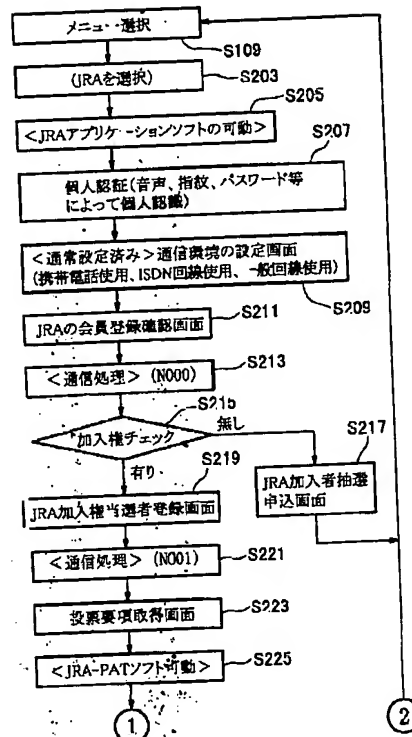 メニュー選択
S109
(JRAを選択)
S203
S205
<JRAアプリケーションソフトの可動>
S207
個人認証(音声、指紋、パスワード等
によって個人認識)
<通常設定済み>通信環境の設定画面
(携帯電話使用、ISDN回線使用、一般回線使用)
S209
S211
JRAの会員登録確認画面
S213
<通信処理> (N000)
S215
加入権チェック
無し
S217
有り
S219
JRA加入者抽選
申込画面
JRA加入権当選者登録画面
<通信処理> (N001)
S221
S223
投票要項取得画面
S225
<JRA-PATソフト可動>
1
2